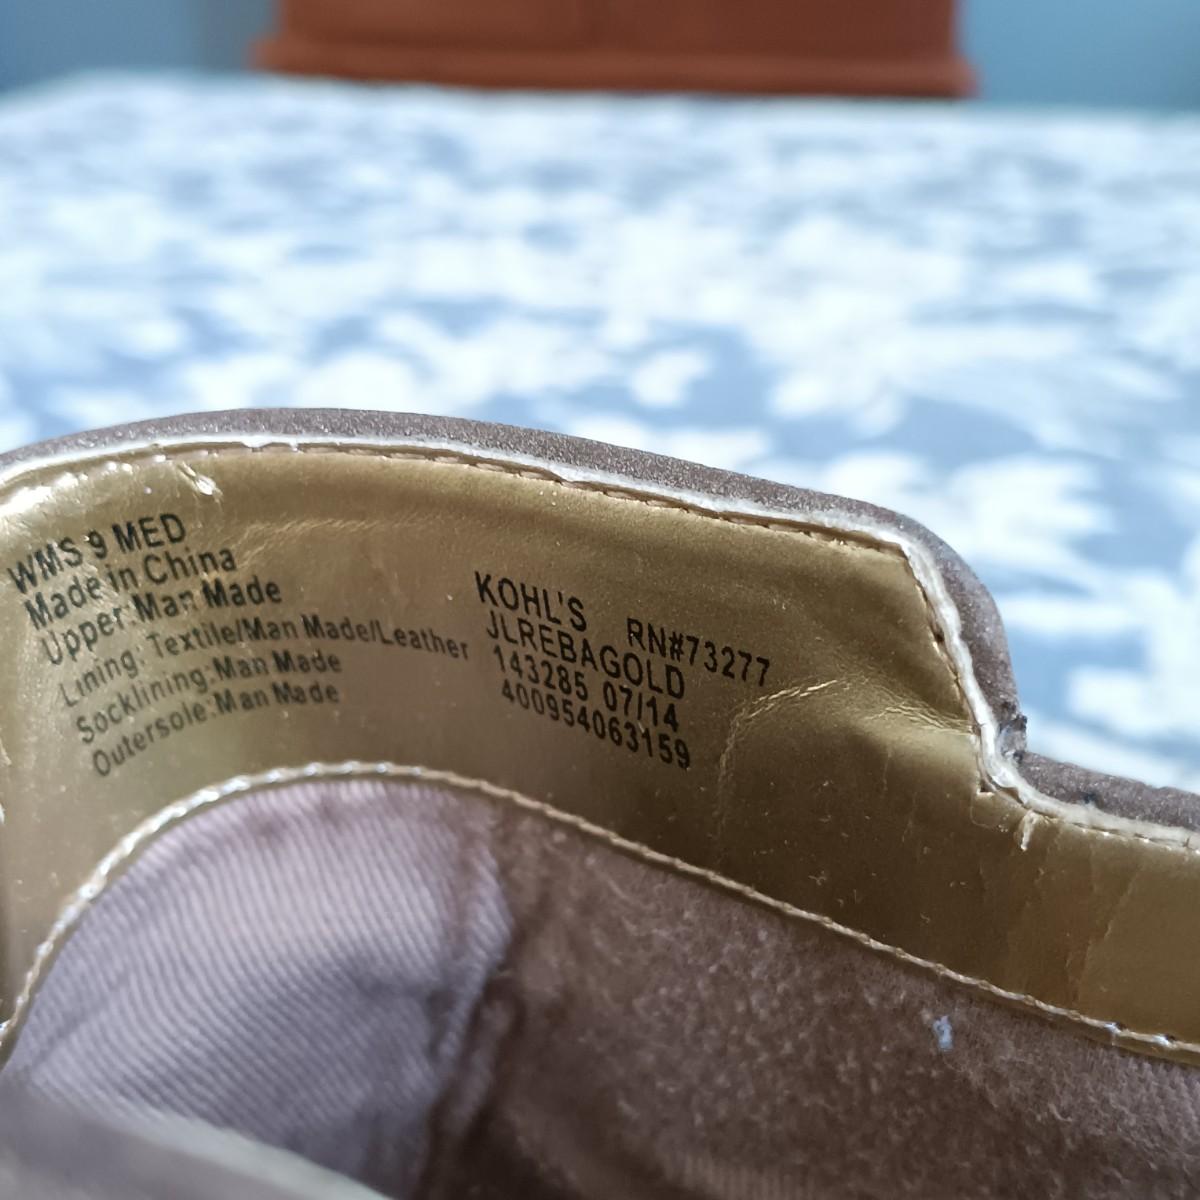 WMS 9 MED
Made in China
Upper:Man Made
Lining: Textile/Man Made/Leather
Socklining:Man Made
Outersole:Man Made
KOHL'S RN#73277
JLREBAGOLD
143285 07/14
400954063159